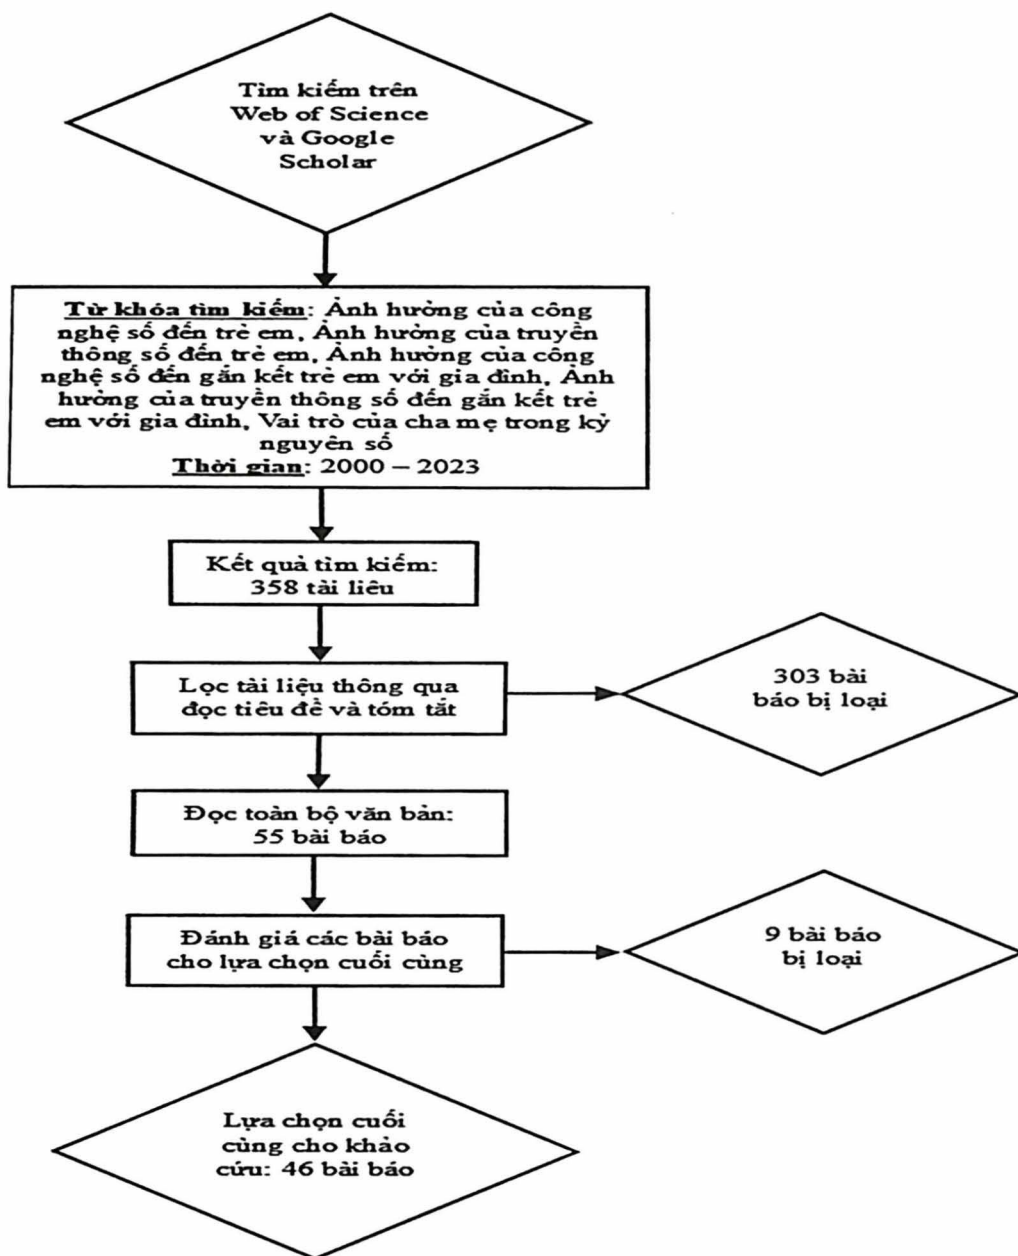 Tìm kiếm trên
Web of Science
và Google
Scholar
Từ khóa tìm kiếm: Ảnh hưởng của công
nghệ số đến trẻ em, Ảnh hưởng của truyền
thông số đến trẻ em, Ảnh hưởng của công
nghệ số đến gắn kết trẻ em với gia đình, Ảnh
hưởng của truyền thông số đến gắn kết trẻ
em với gia đình, Vai trò của cha mẹ trong kỷ
nguyên số
Thời gian: 2000 – 2023
Kết quả tìm kiếm:
358 tài liêu
Lọc tài liệu thông qua
đọc tiêu đề và tóm tắt
303 bài
báo bị loại
Đọc toàn bộ văn bản:
55 bài báo
Đánh giá các bài báo
cho lựa chọn cuối cùng
9 bài báo
bị loại
Lựa chọn cuối
cùng cho khảo
cứu: 46 bài báo